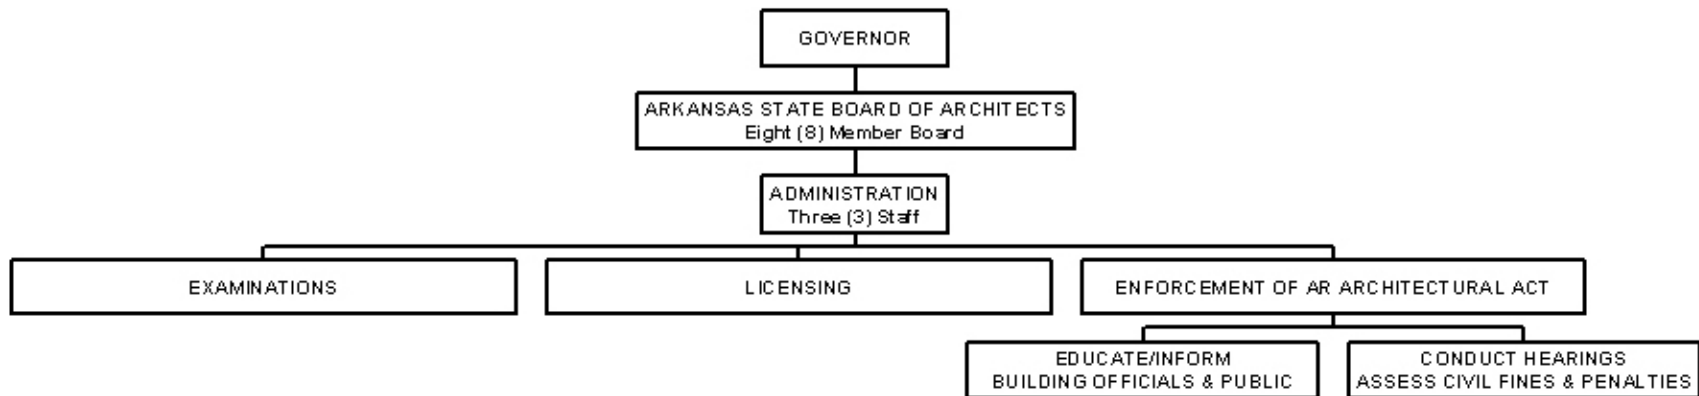 GOVERNOR
ARKANSAS STATE BOARD OF ARCHITECTS
Eight (8) Member Board
ADMINISTRATION
Three (3) Staff
EXAMINATIONS
LICENSING
ENFORCEMENT OF AR ARCHITECTURAL ACT
EDUCATE/INFORM
BUILDING OFFICIALS & PUBLIC
CONDUCT HEARINGS
ASSESS CIVIL FINES & PENALTIES